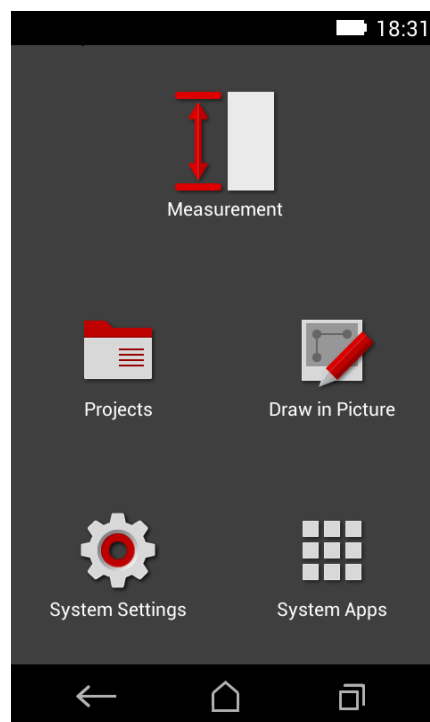 18:31
Measurement
Projects
Draw in Picture
System Settings
System Apps